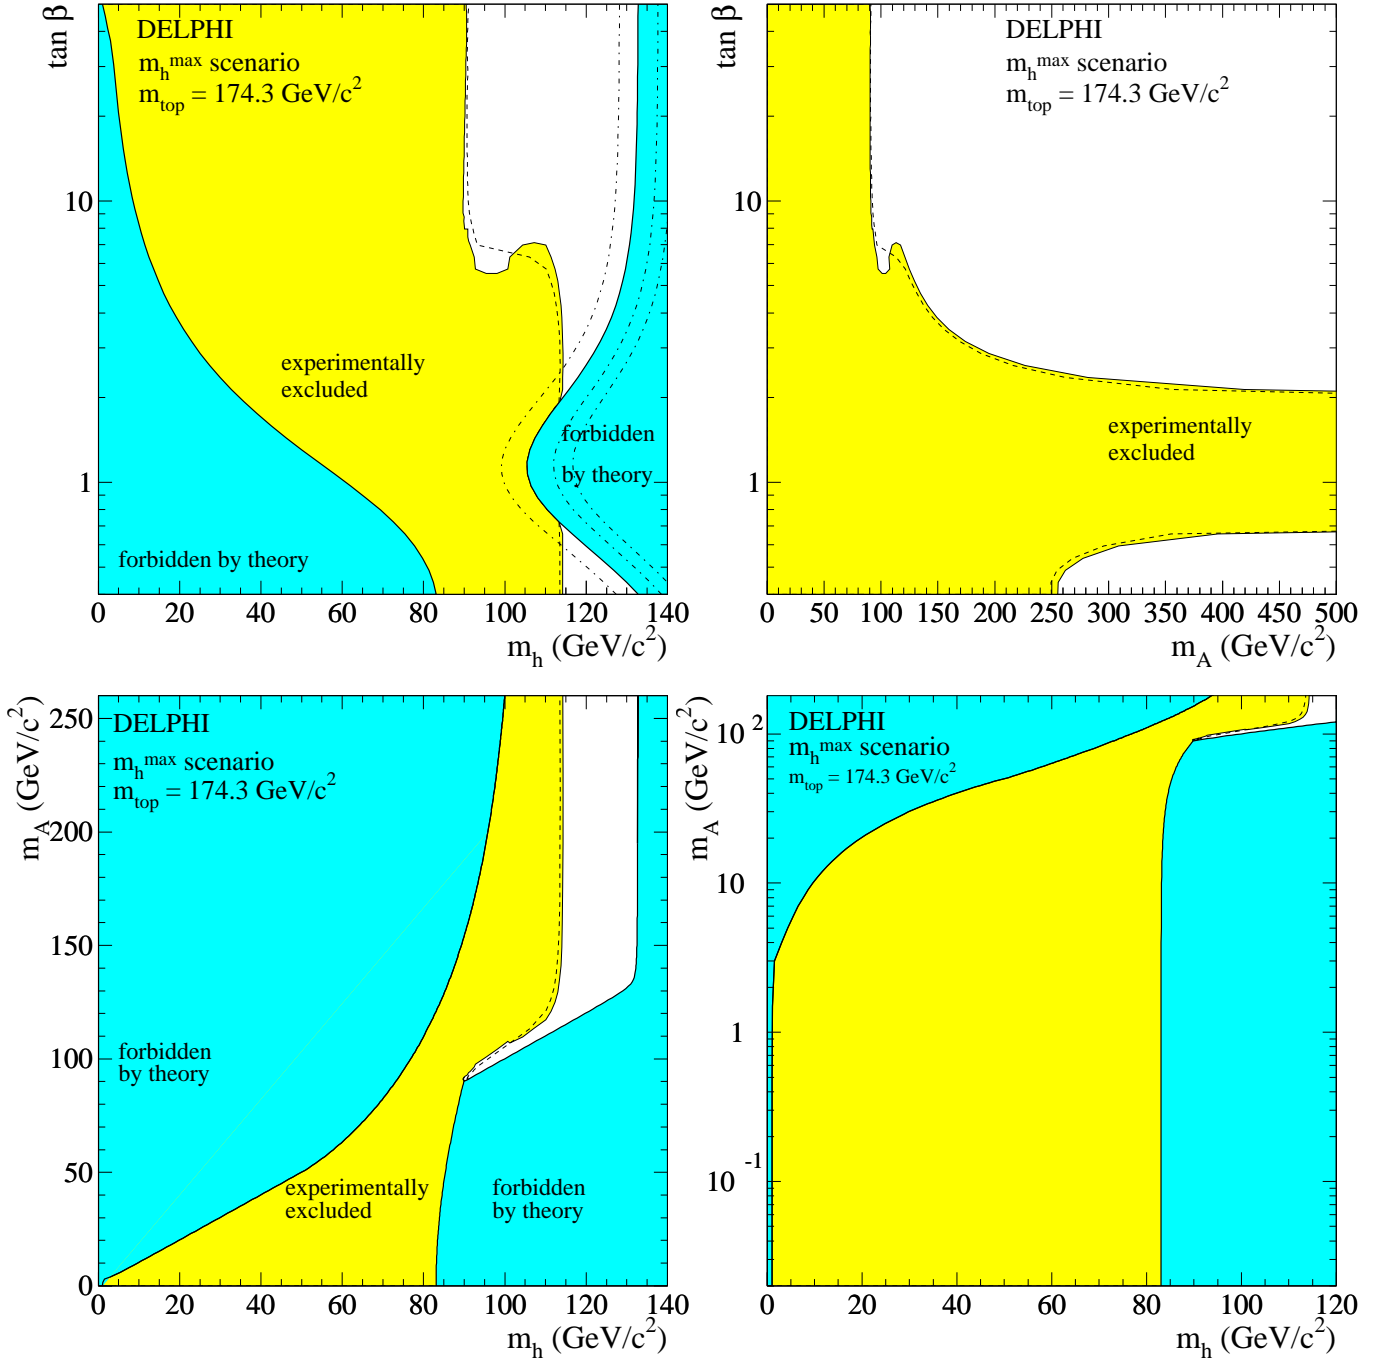 tan β
DELPHI
m_h^max scenario
m_top = 174.3 GeV/c^2
10
1
experimentally
excluded
forbidden
by theory
forbidden by theory
0 20 40 60 80 100 120 140
m_h (GeV/c^2)
tan β
DELPHI
m_h^max scenario
m_top = 174.3 GeV/c^2
10
1
experimentally
excluded
0 50 100 150 200 250 300 350 400 450 500
m_A (GeV/c^2)
m_A (GeV/c^2)
DELPHI
m_h^max scenario
m_top = 174.3 GeV/c^2
250
200
150
100
50
0
forbidden
by theory
experimentally
excluded
forbidden
by theory
0 20 40 60 80 100 120 140
m_h (GeV/c^2)
m_A (GeV/c^2)
DELPHI
m_h^max scenario
m_top = 174.3 GeV/c^2
10^2
10
1
10^-1
0 20 40 60 80 100 120
m_h (GeV/c^2)